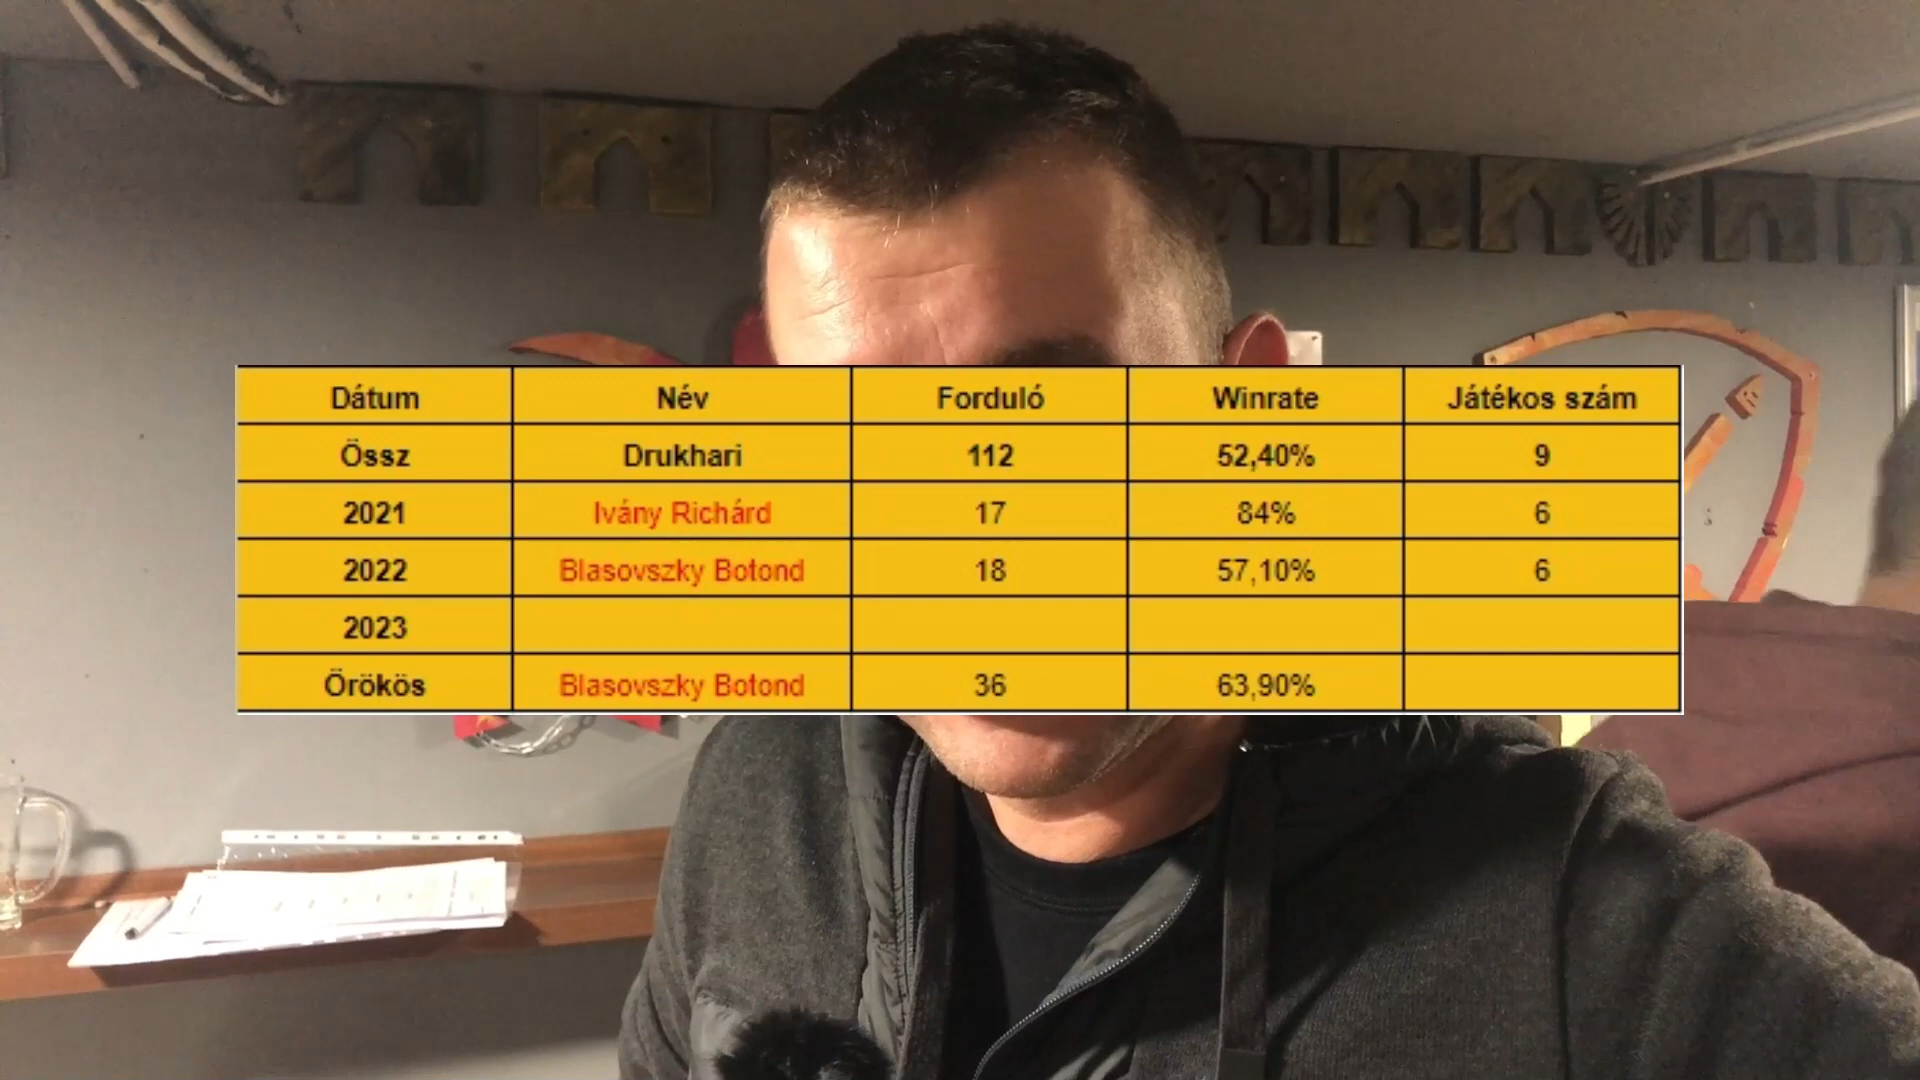 Dátum Név Forduló Winrate Játékos szám
Össz Drukhari 112 52,40% 9
2021 Ivány Richárd 17 84% 6
2022 Blasovszky Botond 18 57,10% 6
2023
Örökös Blasovszky Botond 36 63,90%